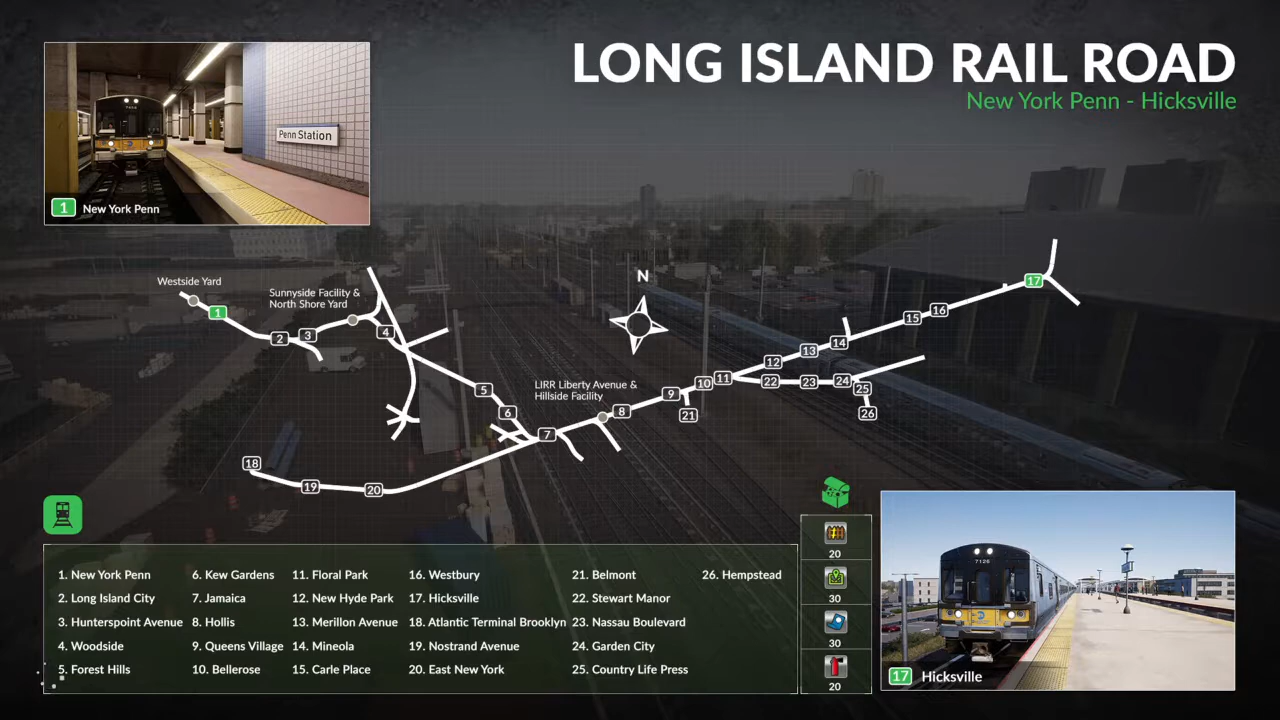 LONG ISLAND RAIL ROAD
New York Penn - Hicksville
Penn Station
1 New York Penn
N
Westside Yard
Sunnyside Facility &
North Shore Yard
LIRR Liberty Avenue &
Hillside Facility
1
2
3
4
5
6
7
8
9
10
11
12
13
14
15
16
17
18
19
20
21
22
23
24
25
26
1. New York Penn
2. Long Island City
3. Hunterspoint Avenue
4. Woodside
5. Forest Hills
6. Kew Gardens
7. Jamaica
8. Hollis
9. Queens Village
10. Bellerose
11. Floral Park
12. New Hyde Park
13. Merillon Avenue
14. Mineola
15. Carle Place
16. Westbury
17. Hicksville
18. Atlantic Terminal Brooklyn
19. Nostrand Avenue
20. East New York
21. Belmont
22. Stewart Manor
23. Nassau Boulevard
24. Garden City
25. Country Life Press
26. Hempstead
20
30
30
20
7125
17 Hicksville